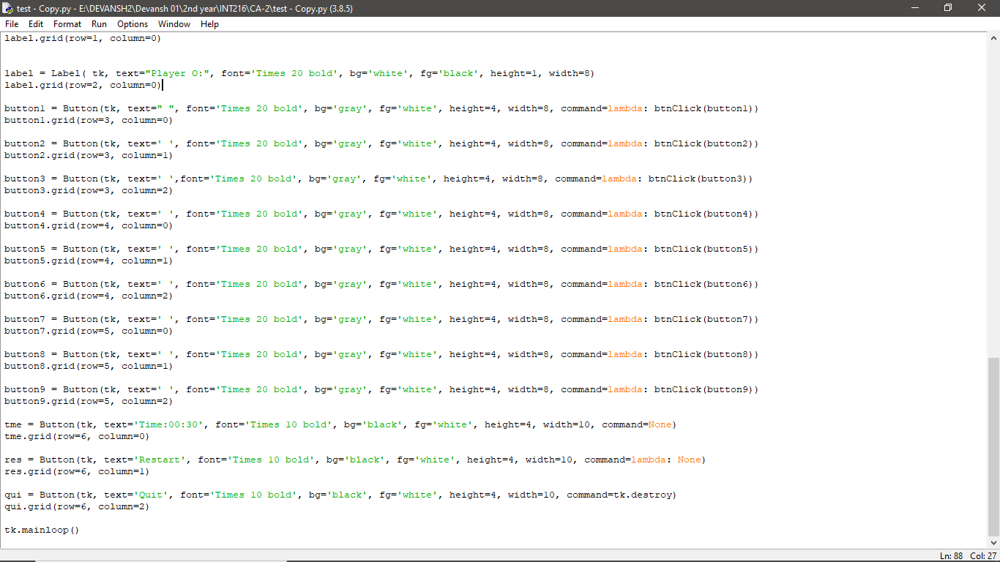 test - Copy.py - E:\DEVANSH2\Devansh 01\2nd year\INT216\CA-2\test - Copy.py (3.8.5)
File Edit Format Run Options Window Help
label.grid(row=1, column=0)
label = Label( tk, text="Player O:", font='Times 20 bold', bg='white', fg='black', height=1, width=8)
label.grid(row=2, column=0)
button1 = Button(tk, text=" ", font='Times 20 bold', bg='gray', fg='white', height=4, width=8, command=lambda: btnClick(button1))
button1.grid(row=3, column=0)
button2 = Button(tk, text=' ', font='Times 20 bold', bg='gray', fg='white', height=4, width=8, command=lambda: btnClick(button2))
button2.grid(row=3, column=1)
button3 = Button(tk, text=' ',font='Times 20 bold', bg='gray', fg='white', height=4, width=8, command=lambda: btnClick(button3))
button3.grid(row=3, column=2)
button4 = Button(tk, text=' ', font='Times 20 bold', bg='gray', fg='white', height=4, width=8, command=lambda: btnClick(button4))
button4.grid(row=4, column=0)
button5 = Button(tk, text=' ', font='Times 20 bold', bg='gray', fg='white', height=4, width=8, command=lambda: btnClick(button5))
button5.grid(row=4, column=1)
button6 = Button(tk, text=' ', font='Times 20 bold', bg='gray', fg='white', height=4, width=8, command=lambda: btnClick(button6))
button6.grid(row=4, column=2)
button7 = Button(tk, text=' ', font='Times 20 bold', bg='gray', fg='white', height=4, width=8, command=lambda: btnClick(button7))
button7.grid(row=5, column=0)
button8 = Button(tk, text=' ', font='Times 20 bold', bg='gray', fg='white', height=4, width=8, command=lambda: btnClick(button8))
button8.grid(row=5, column=1)
button9 = Button(tk, text=' ', font='Times 20 bold', bg='gray', fg='white', height=4, width=8, command=lambda: btnClick(button9))
button9.grid(row=5, column=2)
tme = Button(tk, text='Time:00:30', font='Times 10 bold', bg='black', fg='white', height=4, width=10, command=None)
tme.grid(row=6, column=0)
res = Button(tk, text='Restart', font='Times 10 bold', bg='black', fg='white', height=4, width=10, command=lambda: None)
res.grid(row=6, column=1)
qui = Button(tk, text='Quit', font='Times 10 bold', bg='black', fg='white', height=4, width=10, command=tk.destroy)
qui.grid(row=6, column=2)
tk.mainloop()
Ln: 88 Col: 27